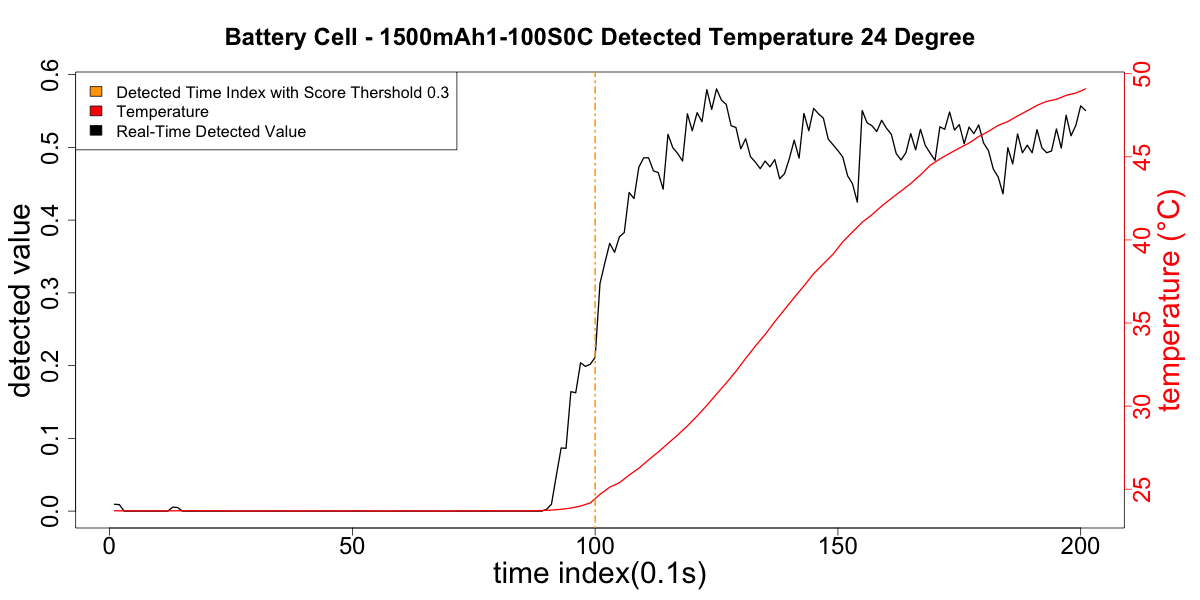 Battery Cell - 1500mAh1-100S0C Detected Temperature 24 Degree
Detected Time Index with Score Thershold 0.3
Temperature
Real-Time Detected Value
detected value
0.0 0.1 0.2 0.3 0.4 0.5 0.6
temperature (°C)
25 30 35 40 45 50
0 50 100 150 200
time index(0.1s)